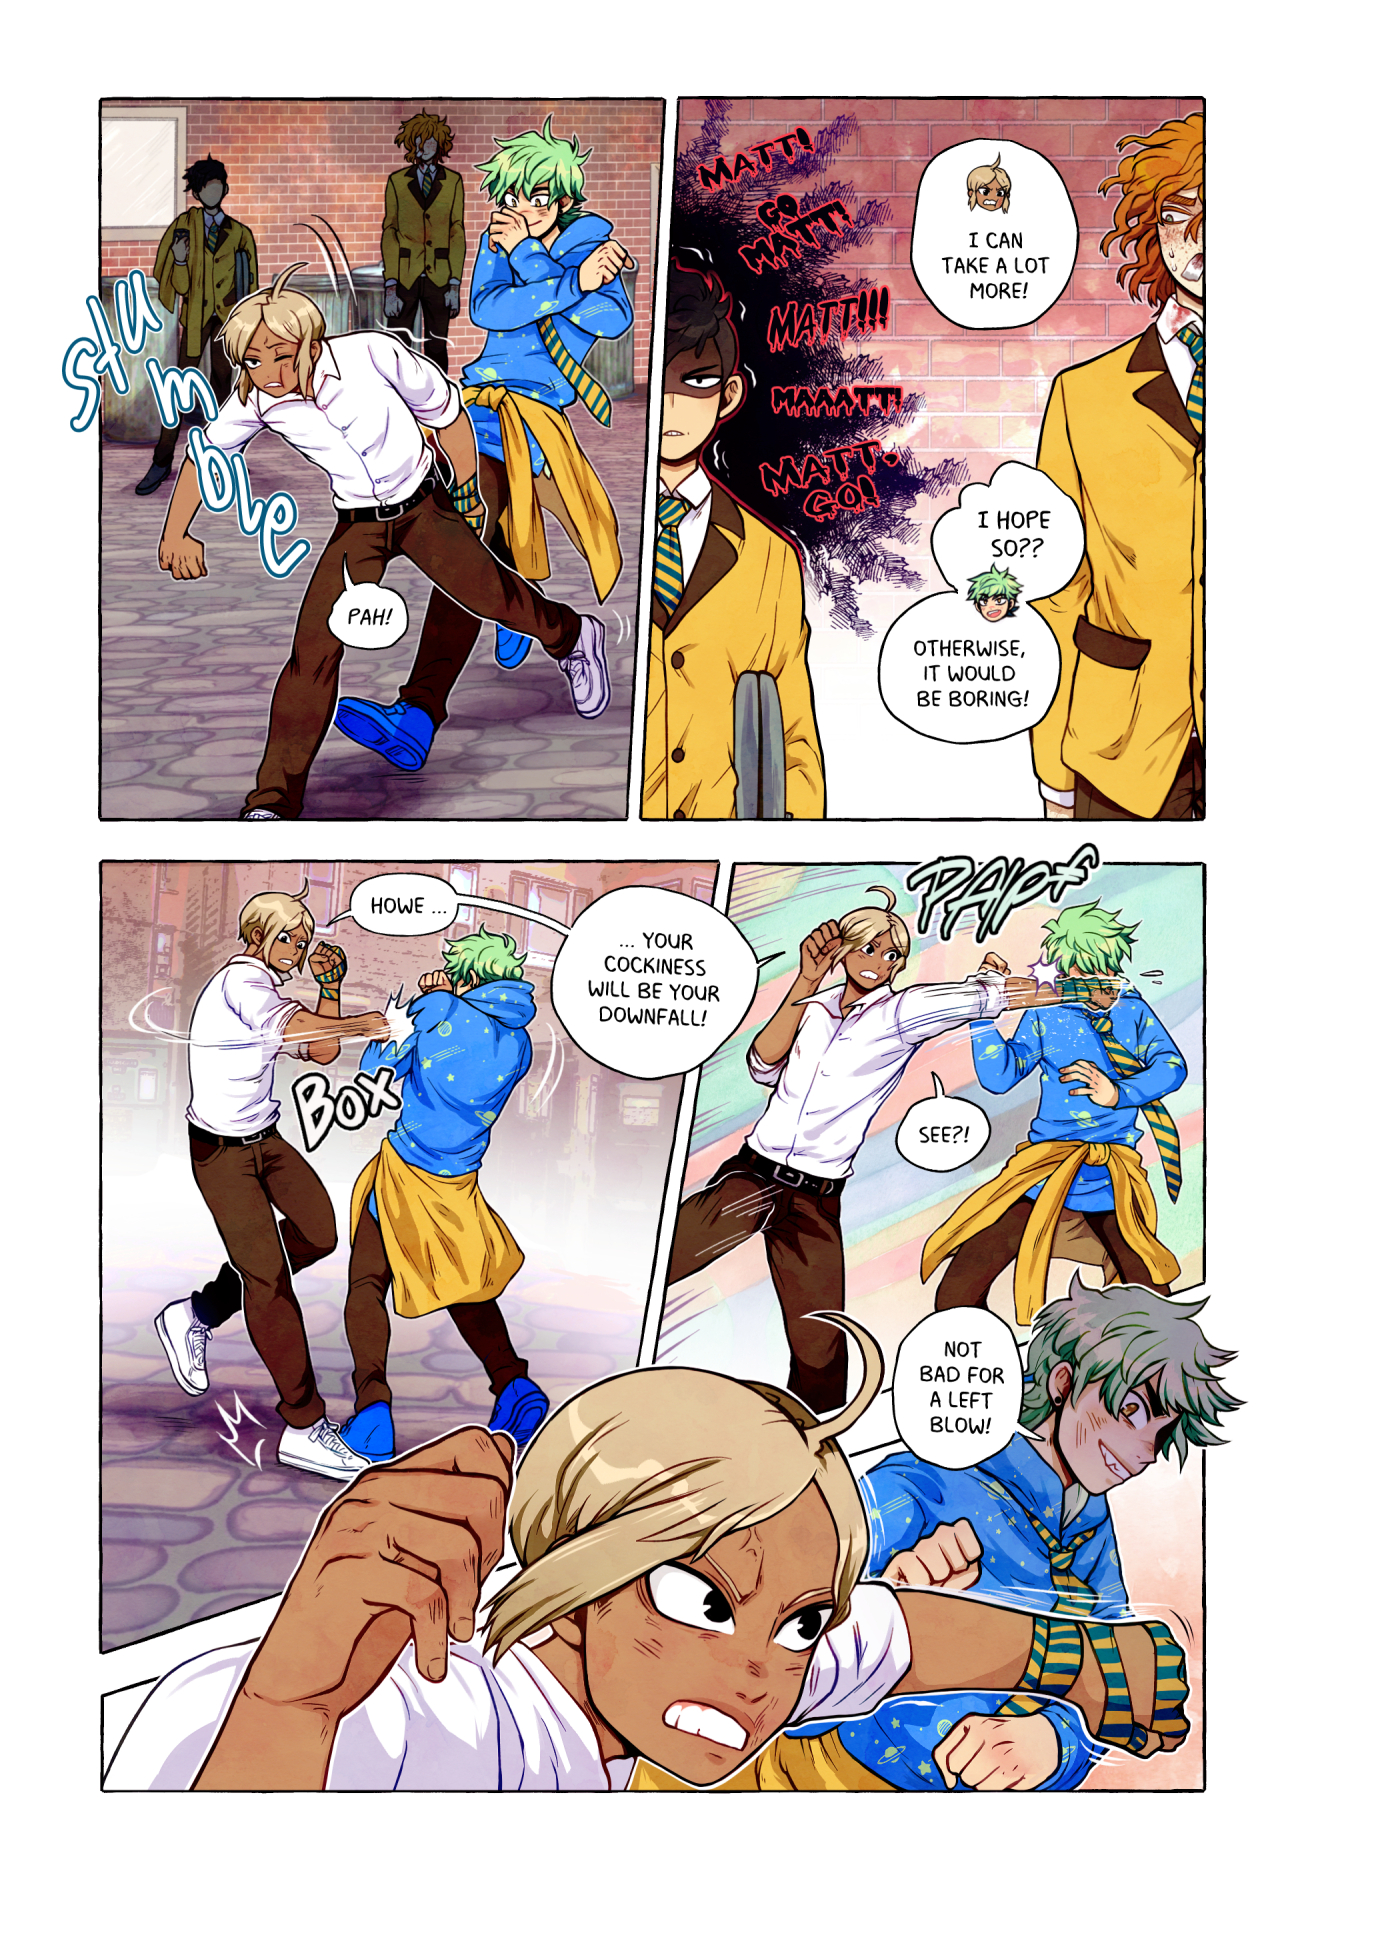 Stumble
PAH!
MATT!
GO
MATT!
MATT!!!
MAAATT!
MATT,
GO!
I CAN
TAKE A LOT
MORE!
I HOPE
SO??
OTHERWISE,
IT WOULD
BE BORING!
HOWE ...
... YOUR
COCKINESS
WILL BE YOUR
DOWNFALL!
BOX
PAP*
SEE?!
NOT
BAD FOR
A LEFT
BLOW!